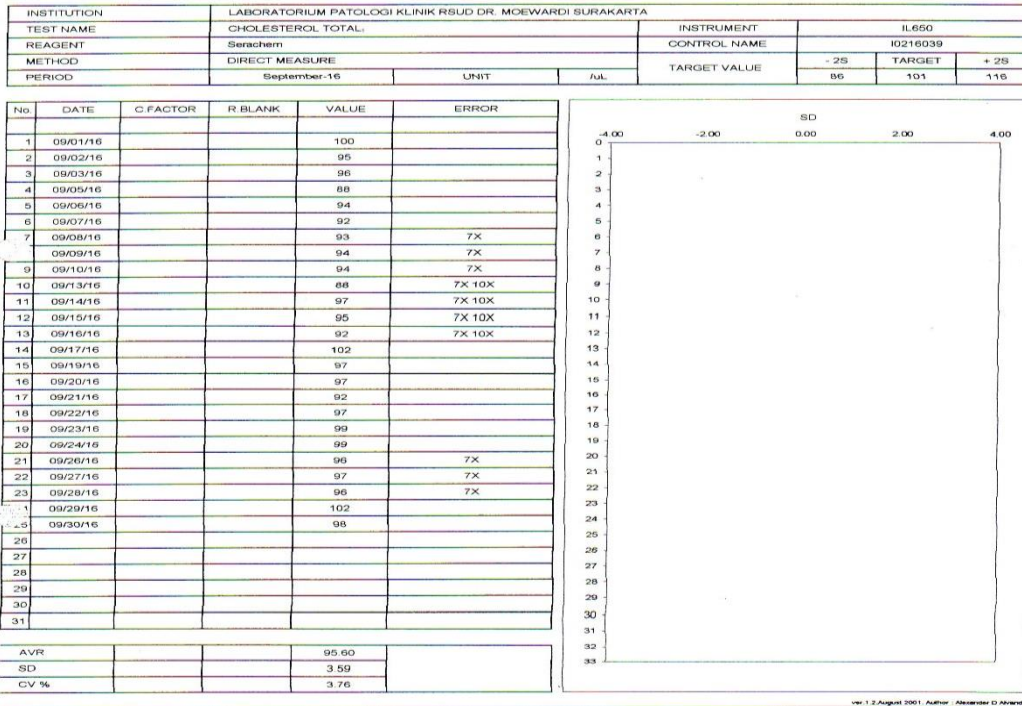 INSTITUTION LABORATORIUM PATOLOGI KLINIK RSUD DR. MOEWARDI SURAKARTA
TEST NAME CHOLESTEROL TOTAL. INSTRUMENT IL650
REAGENT Serachem CONTROL NAME I0216039
METHOD DIRECT MEASURE TARGET VALUE - 2S TARGET + 2S
PERIOD September-16 UNIT /uL 86 101 116
No. DATE C.FACTOR R.BLANK VALUE ERROR
1 09/01/16 100
2 09/02/16 95
3 09/03/16 96
4 09/05/16 88
5 09/06/16 94
6 09/07/16 92
7 09/08/16 93 7X
09/09/16 94 7X
9 09/10/16 94 7X
10 09/13/16 88 7X 10X
11 09/14/16 97 7X 10X
12 09/15/16 95 7X 10X
13 09/16/16 92 7X 10X
14 09/17/16 102
15 09/19/16 97
16 09/20/16 97
17 09/21/16 92
18 09/22/16 97
19 09/23/16 99
20 09/24/16 99
21 09/26/16 96 7X
22 09/27/16 97 7X
23 09/28/16 96 7X
09/29/16 102
09/30/16 98
26
27
28
29
30
31
AVR 95.60
SD 3.59
CV % 3.76
SD
-4.00 -2.00 0.00 2.00 4.00
0
1
2
3
4
5
6
7
8
9
10
11
12
13
14
15
16
17
18
19
20
21
22
23
24
25
26
27
28
29
30
31
32
33
ver.1.2.August 2001. Author : Alexander D